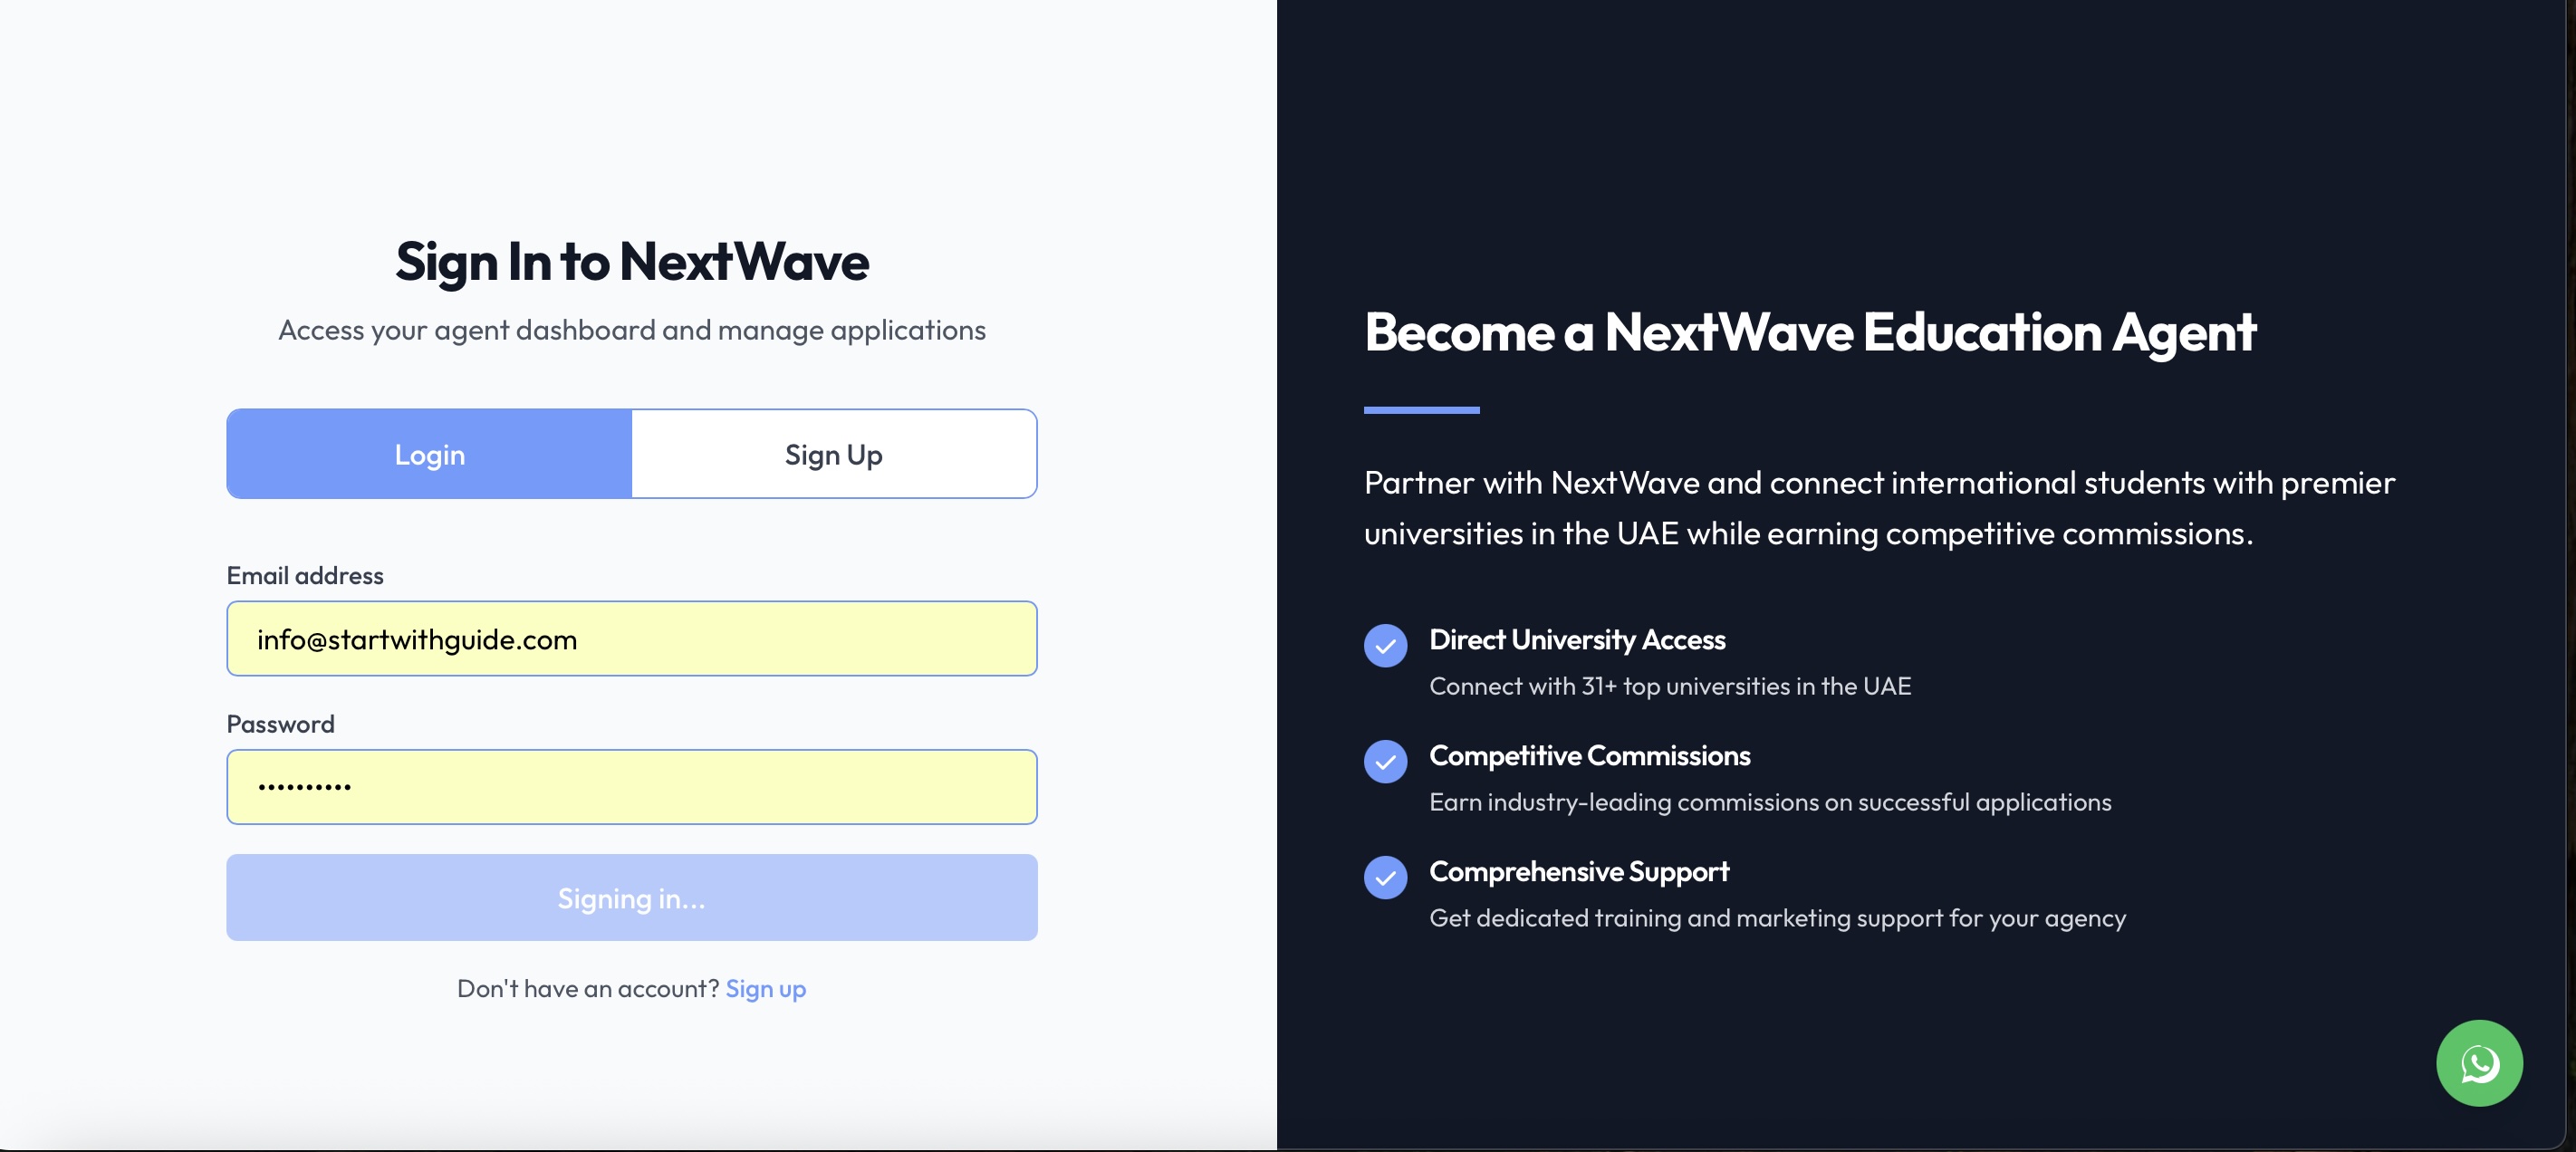 Sign In to NextWave
Access your agent dashboard and manage applications
Login
Sign Up
Email address
info@startwithguide.com
Password
••••••••••
Signing in...
Don't have an account? Sign up
Become a NextWave Education Agent
Partner with NextWave and connect international students with premier
universities in the UAE while earning competitive commissions.
Direct University Access
Connect with 31+ top universities in the UAE
Competitive Commissions
Earn industry-leading commissions on successful applications
Comprehensive Support
Get dedicated training and marketing support for your agency